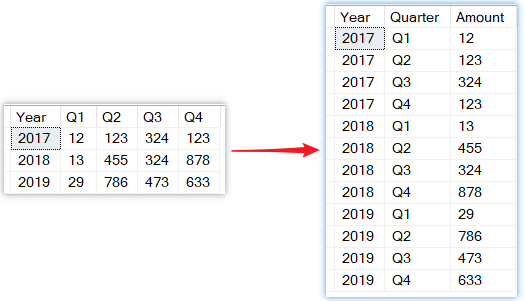 Year Q1 Q2 Q3 Q4
2017 12 123 324 123
2018 13 455 324 878
2019 29 786 473 633
Year Quarter Amount
2017 Q1 12
2017 Q2 123
2017 Q3 324
2017 Q4 123
2018 Q1 13
2018 Q2 455
2018 Q3 324
2018 Q4 878
2019 Q1 29
2019 Q2 786
2019 Q3 473
2019 Q4 633